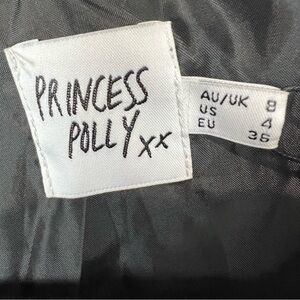 PRINCESS
POLLY xx
AU/UK 8
US 4
EU 36